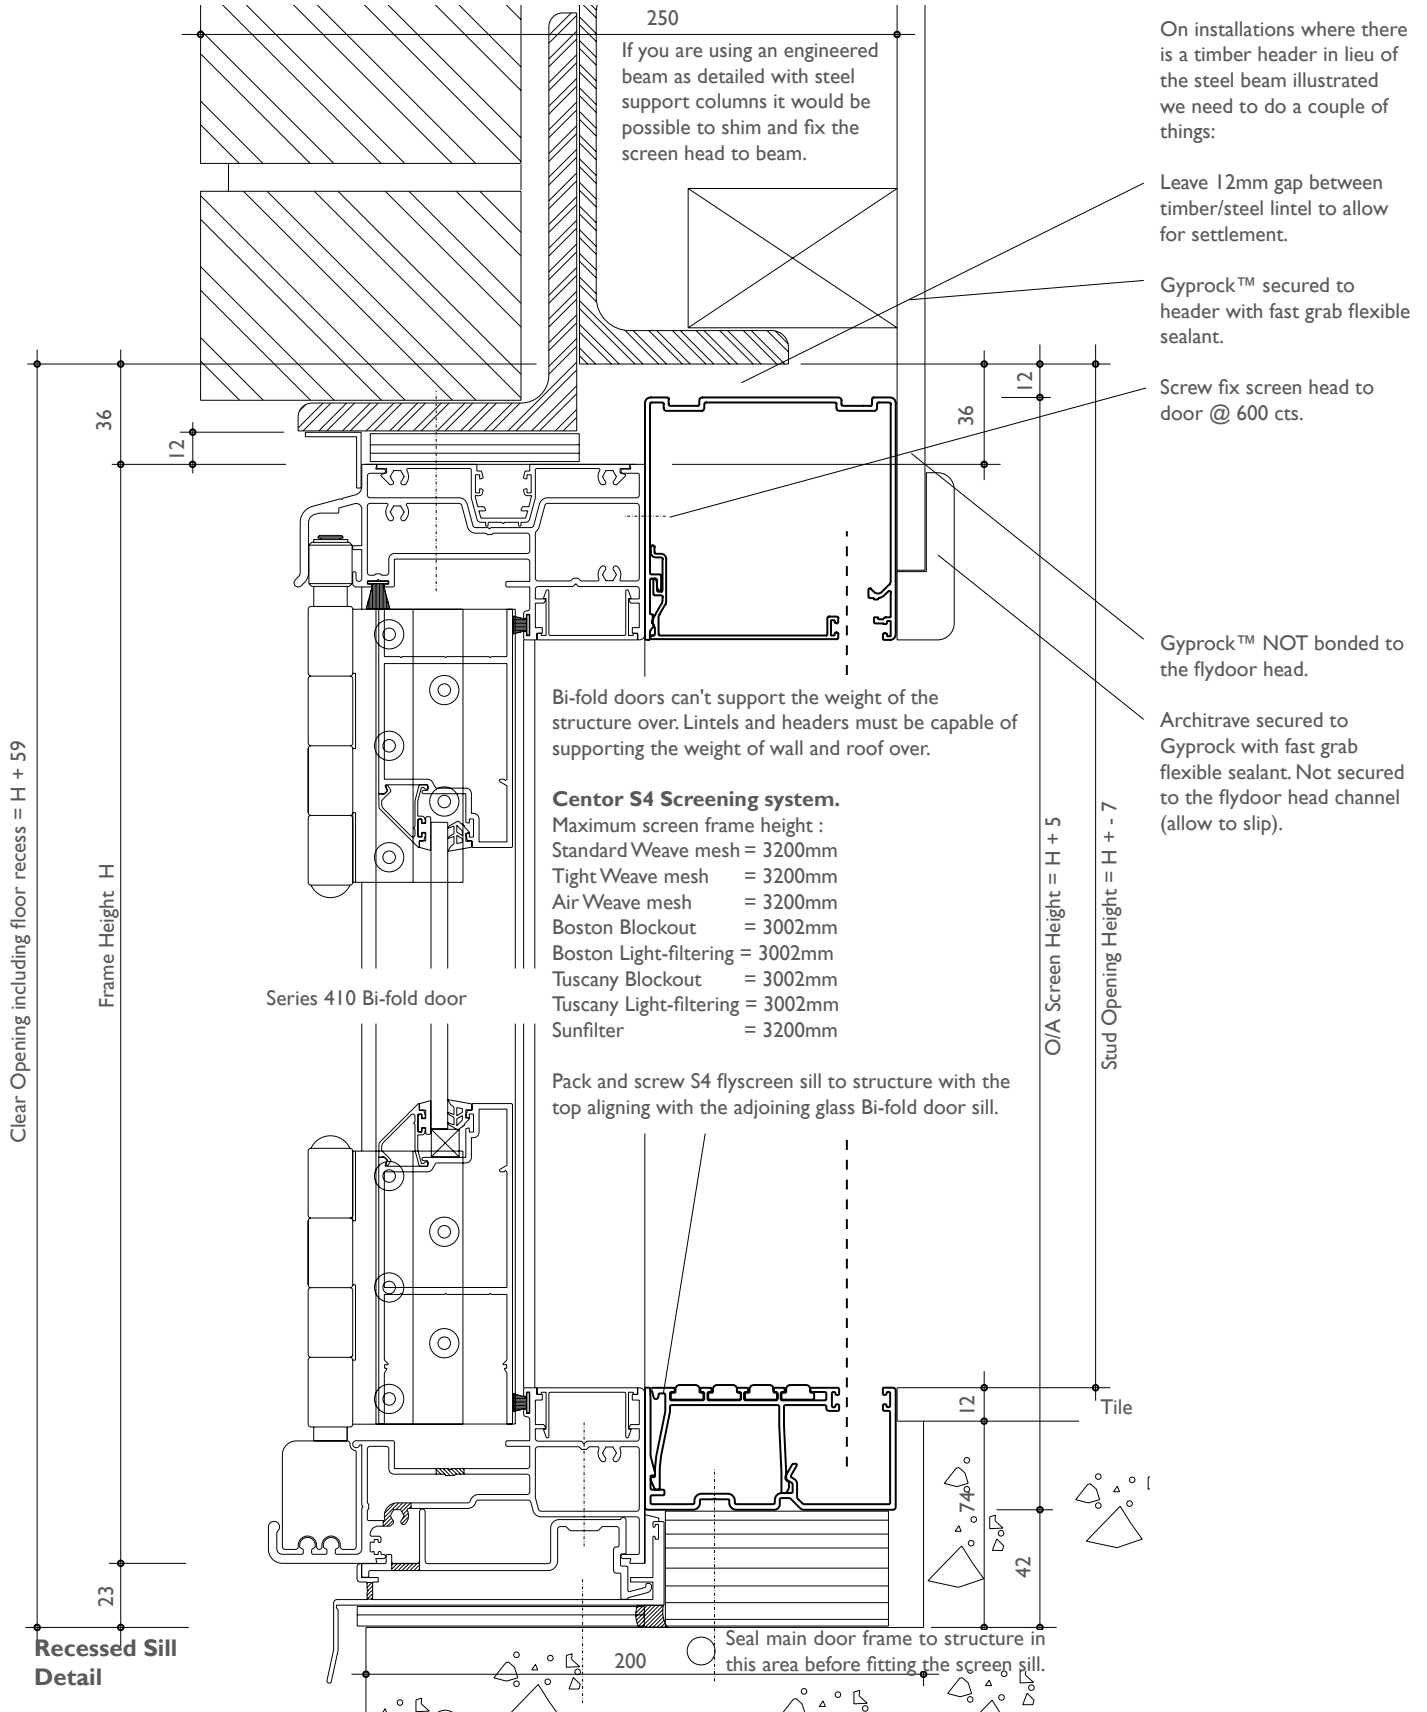 250
If you are using an engineered
beam as detailed with steel
support columns it would be
possible to shim and fix the
screen head to beam.
On installations where there
is a timber header in lieu of
the steel beam illustrated
we need to do a couple of
things:
Leave 12mm gap between
timber/steel lintel to allow
for settlement.
Gyprock™ secured to
header with fast grab flexible
sealant.
Screw fix screen head to
door @ 600 cts.
36
12
12
36
Gyprock™ NOT bonded to
the flydoor head.
Architrave secured to
Gyprock with fast grab
flexible sealant. Not secured
to the flydoor head channel
(allow to slip).
Bi-fold doors can't support the weight of the
structure over. Lintels and headers must be capable of
supporting the weight of wall and roof over.
Centor S4 Screening system.
Maximum screen frame height :
Standard Weave mesh = 3200mm
Tight Weave mesh = 3200mm
Air Weave mesh = 3200mm
Boston Blockout = 3002mm
Boston Light-filtering = 3002mm
Tuscany Blockout = 3002mm
Tuscany Light-filtering = 3002mm
Sunfilter = 3200mm
Clear Opening including floor recess = H + 59
Frame Height H
Series 410 Bi-fold door
O/A Screen Height = H + 5
Stud Opening Height = H + - 7
Pack and screw S4 flyscreen sill to structure with the
top aligning with the adjoining glass Bi-fold door sill.
12
Tile
74
42
23
Recessed Sill
Detail
200
Seal main door frame to structure in
this area before fitting the screen sill.